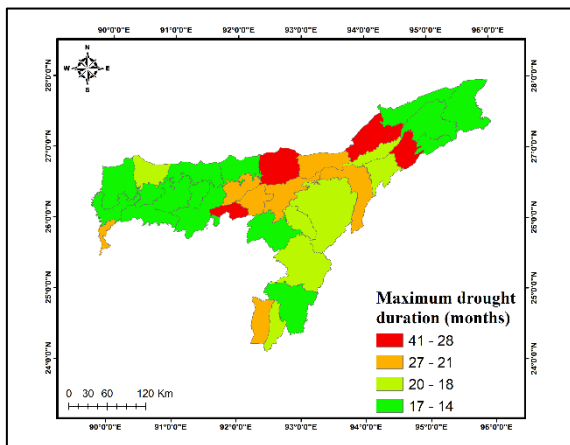 90°0'0"E 91°0'0"E 92°0'0"E 93°0'0"E 94°0'0"E 95°0'0"E 96°0'0"E
N
W E
S
28°0'0"N 28°0'0"N
27°0'0"N 27°0'0"N
26°0'0"N 26°0'0"N
25°0'0"N 25°0'0"N
24°0'0"N 24°0'0"N
Maximum drought
duration (months)
41 - 28
27 - 21
20 - 18
17 - 14
0 30 60 120 Km
90°0'0"E 91°0'0"E 92°0'0"E 93°0'0"E 94°0'0"E 95°0'0"E 96°0'0"E